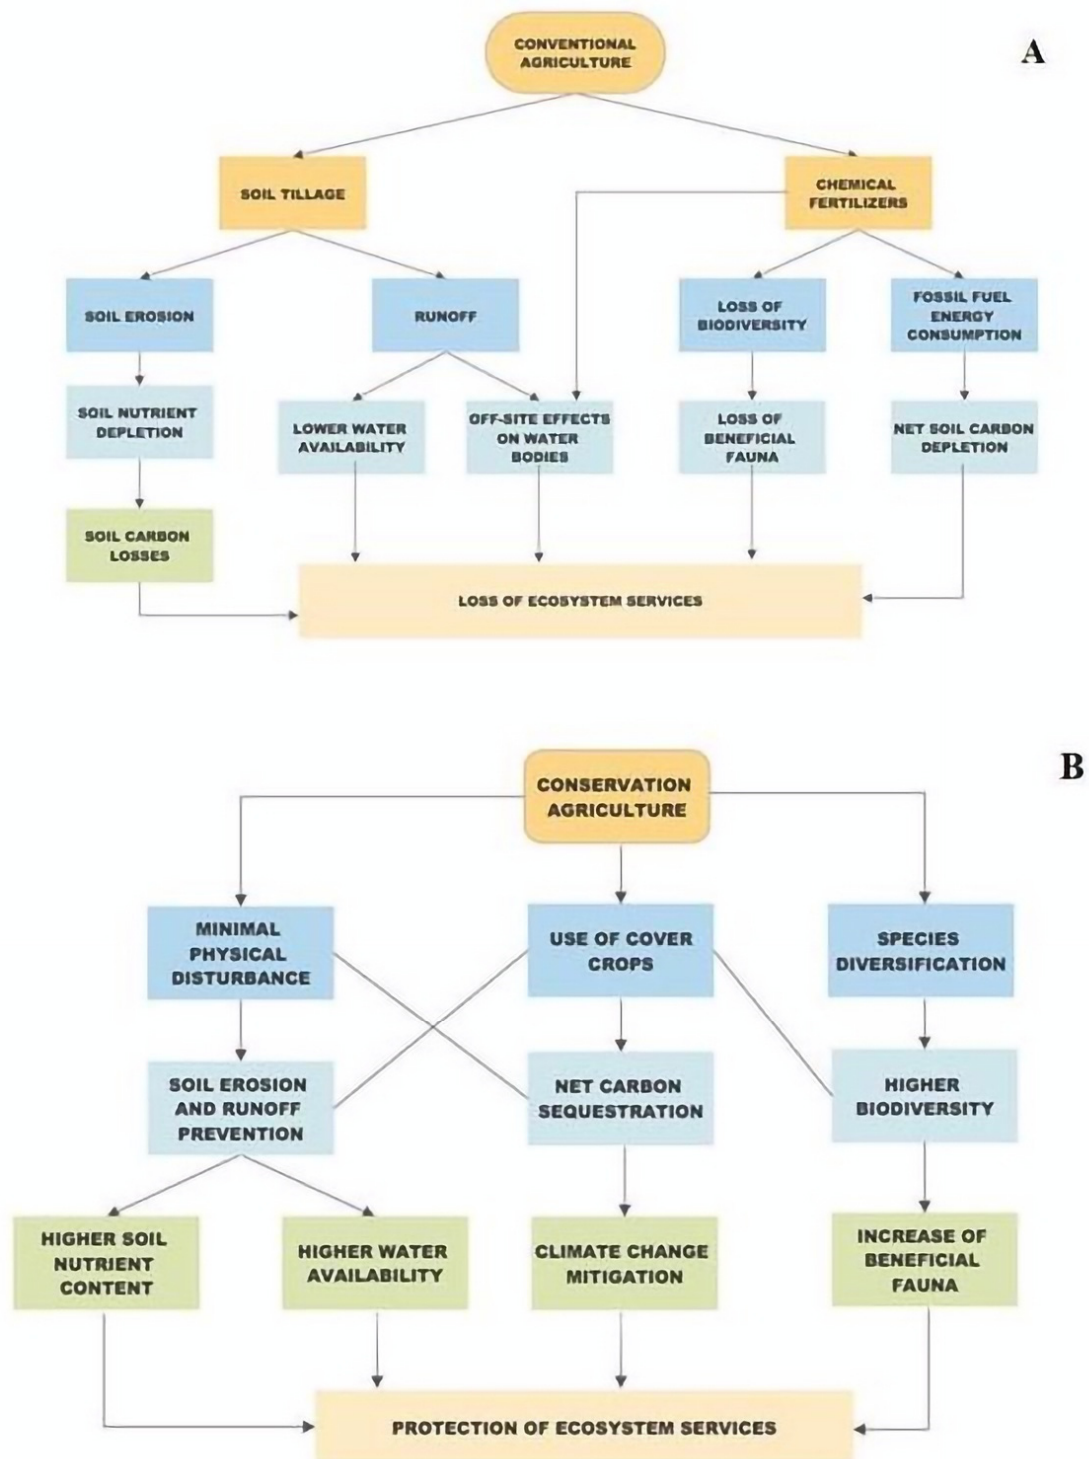 CONVENTIONAL
AGRICULTURE
A
SOIL TILLAGE
CHEMICAL
FERTILIZERS
SOIL EROSION
RUNOFF
LOSS OF
BIODIVERSITY
FOSSIL FUEL
ENERGY
CONSUMPTION
SOIL NUTRIENT
DEPLETION
LOWER WATER
AVAILABILITY
OFF-SITE EFFECTS
ON WATER
BODIES
LOSS OF
BENEFICIAL
FAUNA
NET SOIL CARBON
DEPLETION
SOIL CARBON
LOSSES
LOSS OF ECOSYSTEM SERVICES
B
CONSERVATION
AGRICULTURE
MINIMAL
PHYSICAL
DISTURBANCE
USE OF COVER
CROPS
SPECIES
DIVERSIFICATION
SOIL EROSION
AND RUNOFF
PREVENTION
NET CARBON
SEQUESTRATION
HIGHER
BIODIVERSITY
HIGHER SOIL
NUTRIENT
CONTENT
HIGHER WATER
AVAILABILITY
CLIMATE CHANGE
MITIGATION
INCREASE OF
BENEFICIAL
FAUNA
PROTECTION OF ECOSYSTEM SERVICES